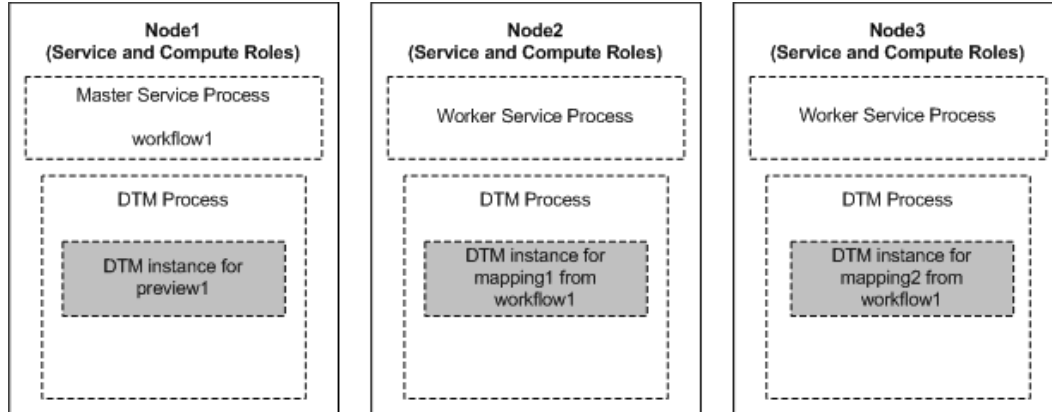 Node1
(Service and Compute Roles)
Master Service Process
workflow1
DTM Process
DTM instance for
preview1
Node2
(Service and Compute Roles)
Worker Service Process
DTM Process
DTM instance for
mapping1 from
workflow1
Node3
(Service and Compute Roles)
Worker Service Process
DTM Process
DTM instance for
mapping2 from
workflow1